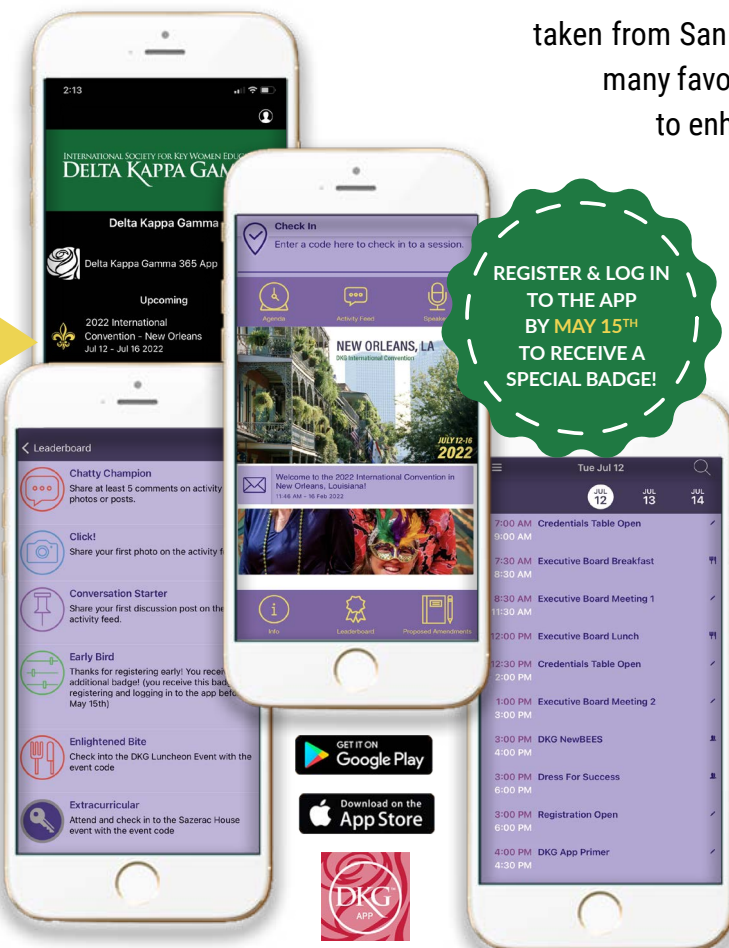 taken from San
many favo
to enh
2:13
INTERNATIONAL SOCIETY FOR KEY WOMEN EDU
DELTA KAPPA GAM
Delta Kappa Gamma
Delta Kappa Gamma 365 App
Upcoming
2022 International
Convention - New Orleans
Jul 12 - Jul 16 2022
Check In
Enter a code here to check in to a session.
Agenda
Activity Feed
Speake
NEW ORLEANS, LA
DKG International Convention
JULY 12-16
2022
Welcome to the 2022 International Convention in
New Orleans, Louisiana!
11:46 AM - 16 Feb 2022
Info
Leaderboard
Proposed Amendments
REGISTER & LOG IN
TO THE APP
BY MAY 15TH
TO RECEIVE A
SPECIAL BADGE!
Leaderboard
Chatty Champion
Share at least 5 comments on activity
photos or posts.
Click!
Share your first photo on the activity f
Conversation Starter
Share your first discussion post on the
activity feed.
Early Bird
Thanks for registering early! You recei
additional badge! (you receive this bad
registering and logging in to the app befo
May 15th)
Enlightened Bite
Check into the DKG Luncheon Event with the
event code
Extracurricular
Attend and check in to the Sazerac House
event with the event code
GET IT ON
Google Play
Download on the
App Store
DKG
APP
Tue Jul 12
JUL
12
JUL
13
JUL
14
7:00 AM Credentials Table Open
9:00 AM
7:30 AM Executive Board Breakfast
8:30 AM
8:30 AM Executive Board Meeting 1
11:30 AM
12:00 PM Executive Board Lunch
12:30 PM Credentials Table Open
2:00 PM
1:00 PM Executive Board Meeting 2
3:00 PM
3:00 PM DKG NewBEES
4:00 PM
3:00 PM Dress For Success
6:00 PM
3:00 PM Registration Open
6:00 PM
4:00 PM DKG App Primer
4:30 PM